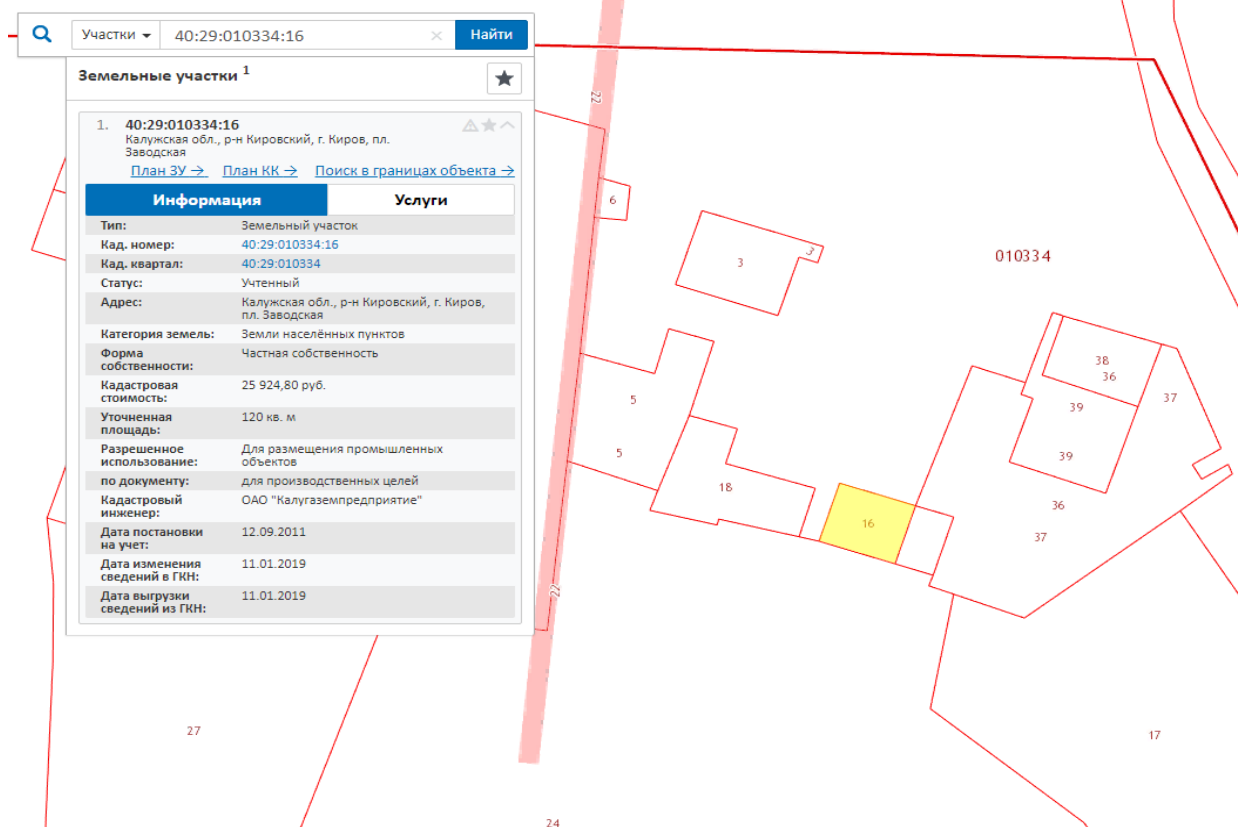 Участки
40:29:010334:16
Найти
Земельные участки 1
1. 40:29:010334:16
Калужская обл., р-н Кировский, г. Киров, пл.
Заводская
План ЗУ → План КК → Поиск в границах объекта →
Информация Услуги
Тип: Земельный участок
Кад. номер: 40:29:010334:16
Кад. квартал: 40:29:010334
Статус: Учтенный
Адрес: Калужская обл., р-н Кировский, г. Киров,
пл. Заводская
Категория земель: Земли населённых пунктов
Форма Частная собственность
собственности:
Кадастровая 25 924,80 руб.
стоимость:
Уточненная 120 кв. м
площадь:
Разрешенное Для размещения промышленных
использование: объектов
по документу: для производственных целей
Кадастровый ОАО "Калугаземпредприятие"
инженер:
Дата постановки 12.09.2011
на учет:
Дата изменения 11.01.2019
сведений в ГКН:
Дата выгрузки 11.01.2019
сведений из ГКН:
22
6
3
3
010334
38
36
37
39
5
39
5
18
36
16
37
22
27
17
24